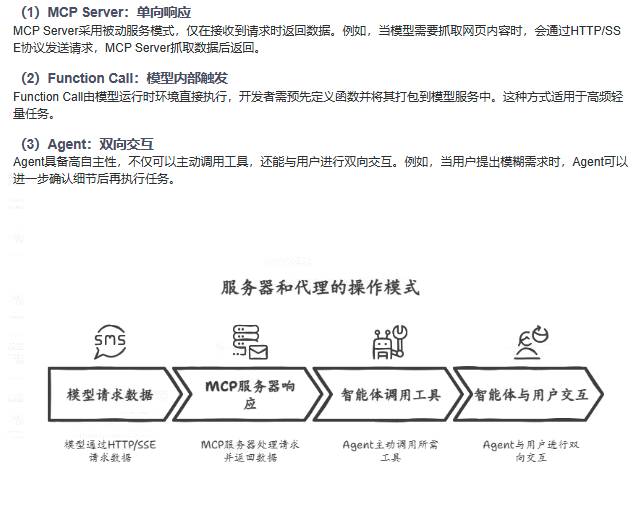 （1）MCP Server：单向响应
MCP Server采用被动服务模式，仅在接收到请求时返回数据。例如，当模型需要抓取网页内容时，会通过HTTP/SS
E协议发送请求，MCP Server抓取数据后返回。
（2）Function Call：模型内部触发
Function Call由模型运行时环境直接执行，开发者需预先定义函数并将其打包到模型服务中。这种方式适用于高频轻
量任务。
（3）Agent：双向交互
Agent具备高自主性，不仅可以主动调用工具，还能与用户进行双向交互。例如，当用户提出模糊需求时，Agent可以
进一步确认细节后再执行任务。
服务器和代理的操作模式
SMS
模型请求数据
MCP服务器响
应
智能体调用工具
智能体与用户交互
模型通过HTTP/SSE
请求数据
MCP服务器处理请求
并返回数据
Agent主动调用所需
工具
Agent与用户进行双
向交互